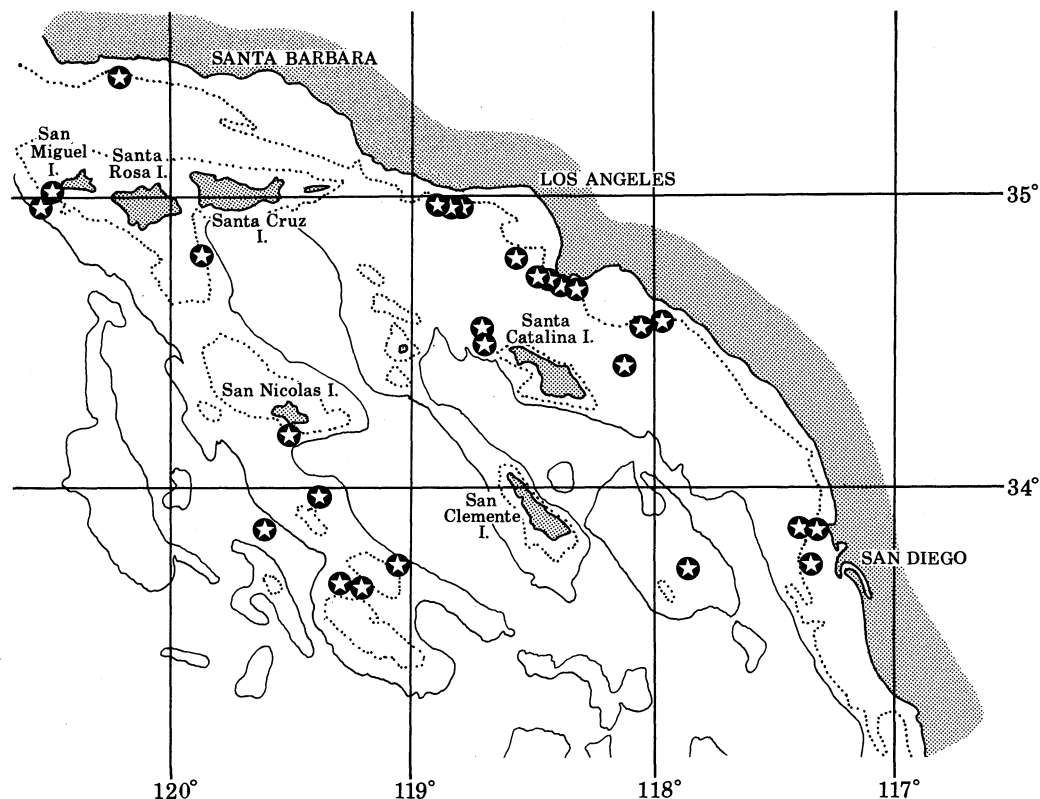 SANTA BARBARA
San
Miguel
I.
Santa
Rosa I.
Santa Cruz
I.
LOS ANGELES
35°
Santa
Catalina I.
San Nicolas I.
34°
San
Clemente
I.
SAN DIEGO
120°
119°
118°
117°